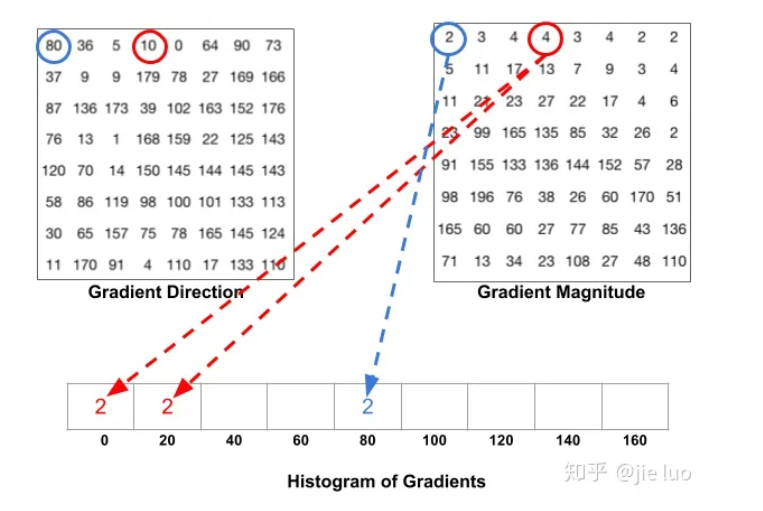 80 36 5 10 0 64 90 73
37 9 9 179 78 27 169 166
87 136 173 39 102 163 152 176
76 13 1 168 159 22 125 143
120 70 14 150 145 144 145 143
58 86 119 98 100 101 133 113
30 65 157 75 78 165 145 124
11 170 91 4 110 17 133 110
Gradient Direction
2 3 4 4 3 4 2 2
5 11 17 13 7 9 3 4
11 21 23 27 22 17 4 6
23 99 165 135 85 32 26 2
91 155 133 136 144 152 57 28
98 196 76 38 26 60 170 51
165 60 60 27 77 85 43 136
71 13 34 23 108 27 48 110
Gradient Magnitude
2 2 2
0 20 40 60 80 100 120 140 160
Histogram of Gradients
知乎 @jie luo